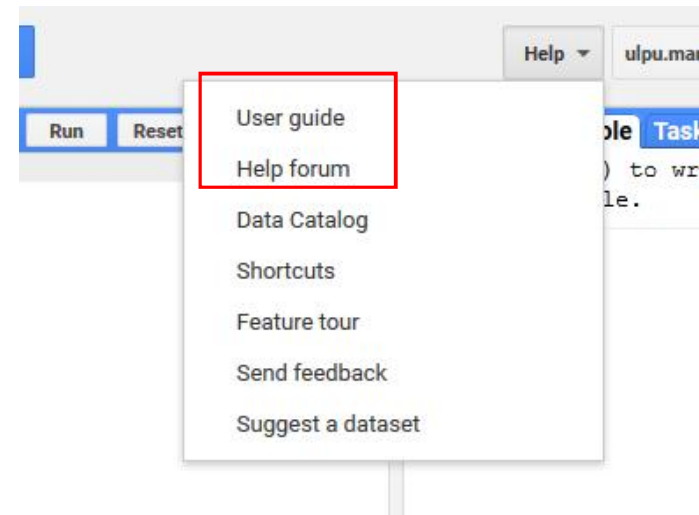 Help ulpu.mar
Run Reset
User guide
Help forum
Data Catalog
Shortcuts
Feature tour
Send feedback
Suggest a dataset
ole Task
) to wr
le.